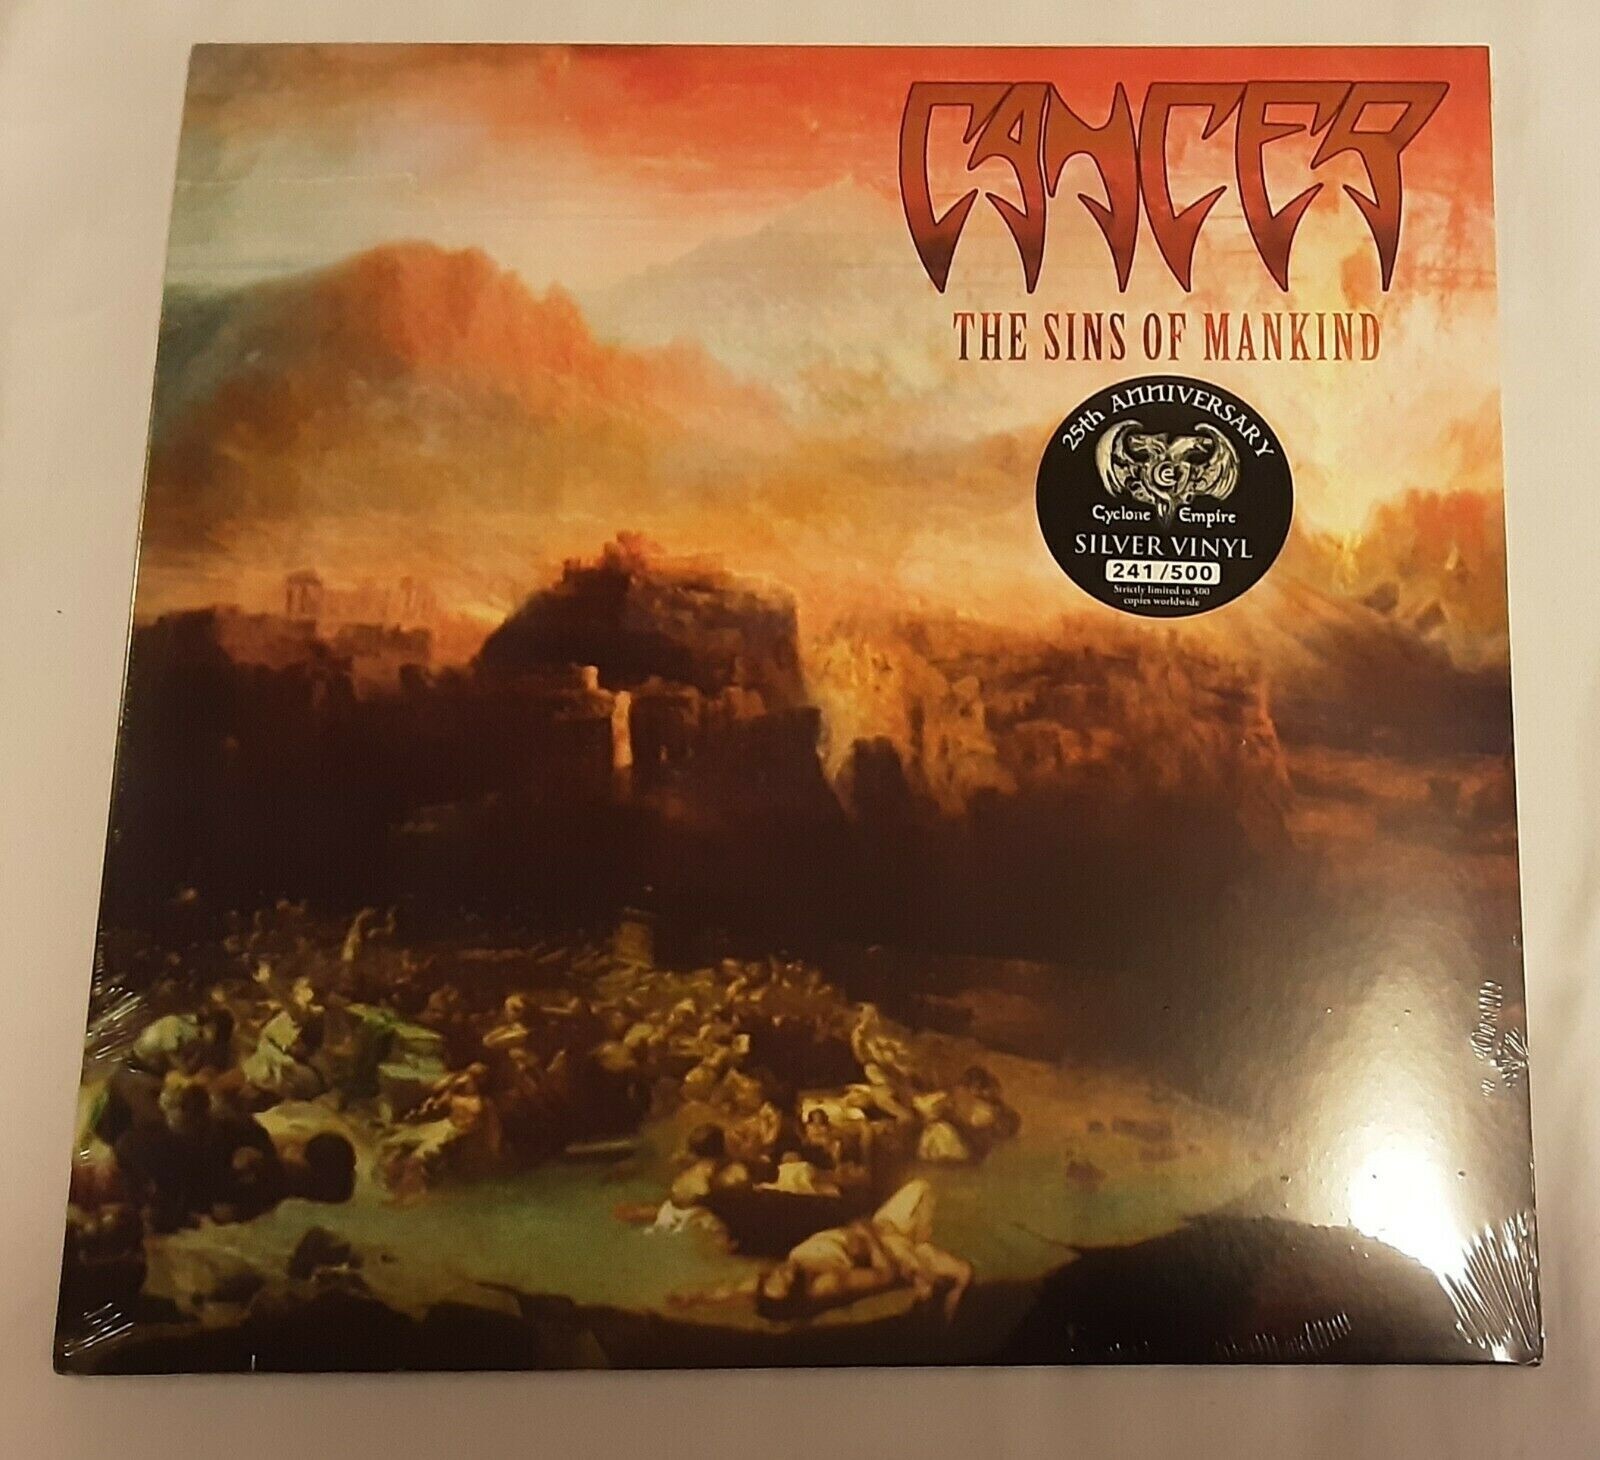 CANCER
THE SINS OF MANKIND
25th ANNIVERSARY
CE
Cyclone Empire
SILVER VINYL
241/500
Strictly limited to 500
copies worldwide